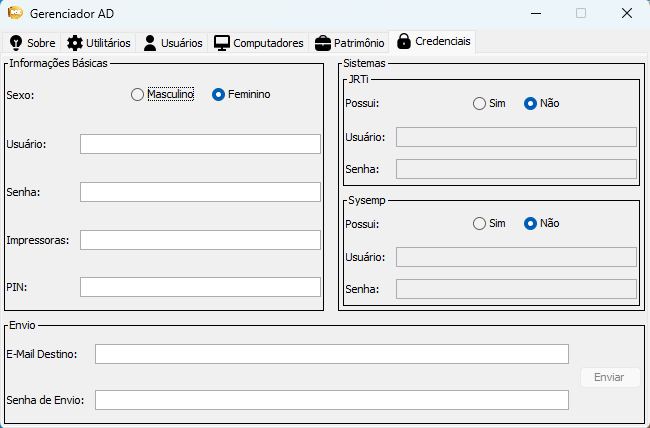 Gerenciador AD
Sobre Utilitários Usuários Computadores Patrimônio Credenciais
Informações Básicas
Sexo: Masculino Feminino
Usuário:
Senha:
Impressoras:
PIN:
Sistemas
JRTi
Possui: Sim Não
Usuário:
Senha:
Sysemp
Possui: Sim Não
Usuário:
Senha:
Envio
E-Mail Destino:
Senha de Envio:
Enviar